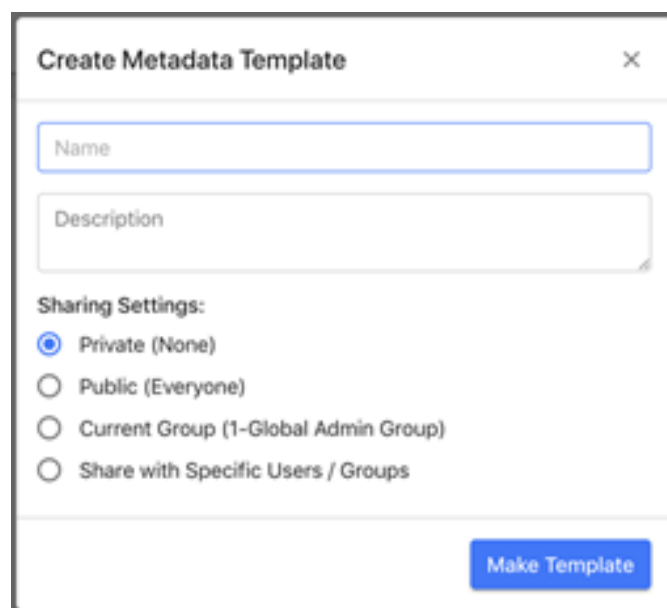 Create Metadata Template
Name
Description
Sharing Settings:
Private (None)
Public (Everyone)
Current Group (1-Global Admin Group)
Share with Specific Users / Groups
Make Template